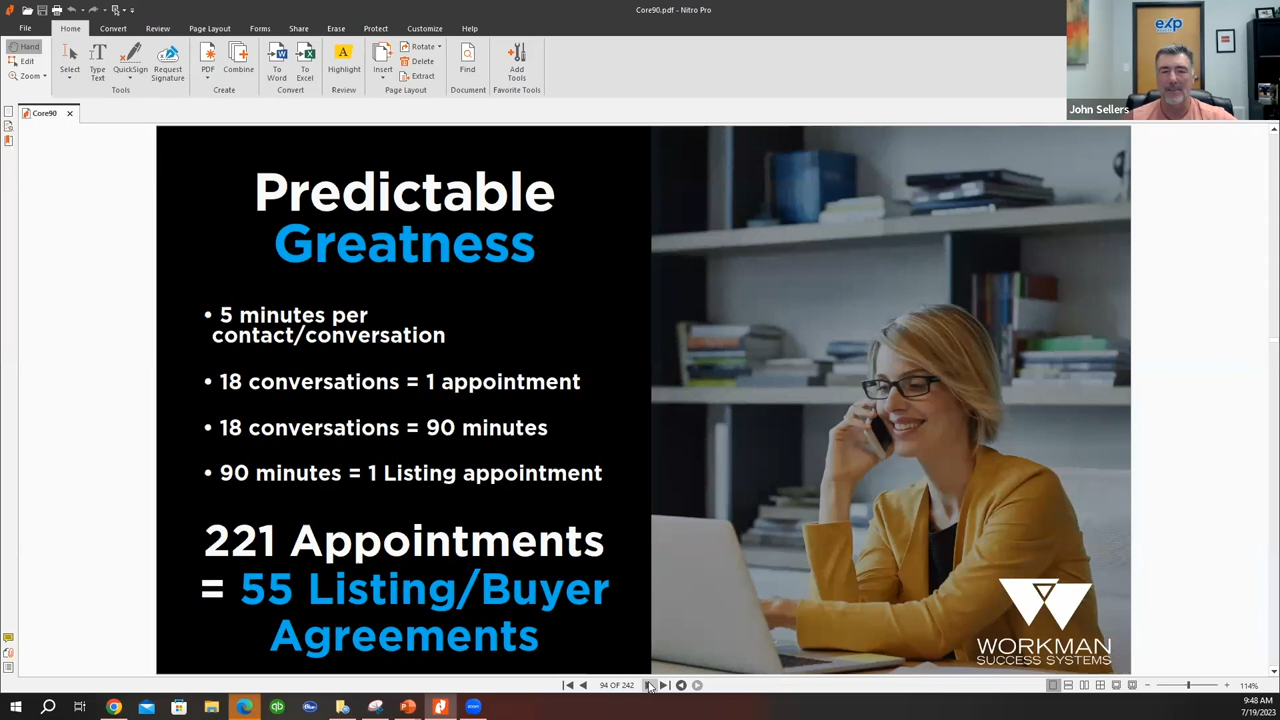 Core90.pdf - Nitro Pro
File
Home
Convert
Review
Page Layout
Forms
Share
Erase
Protect
Customize
Help
Hand
Edit
Zoom
Select
Type
Text
QuickSign
Request
Signature
Tools
PDF
Combine
Create
To
Word
To
Excel
Convert
Highlight
Review
Insert
Rotate
Delete
Extract
Page Layout
Find
Document
Add
Tools
Favorite Tools
exp
John Sellers
Core90
Predictable
Greatness
• 5 minutes per
contact/conversation
• 18 conversations = 1 appointment
• 18 conversations = 90 minutes
• 90 minutes = 1 Listing appointment
221 Appointments
= 55 Listing/Buyer
Agreements
WORKMAN
SUCCESS SYSTEMS
94 OF 242
114%
9:48 AM
7/19/2023